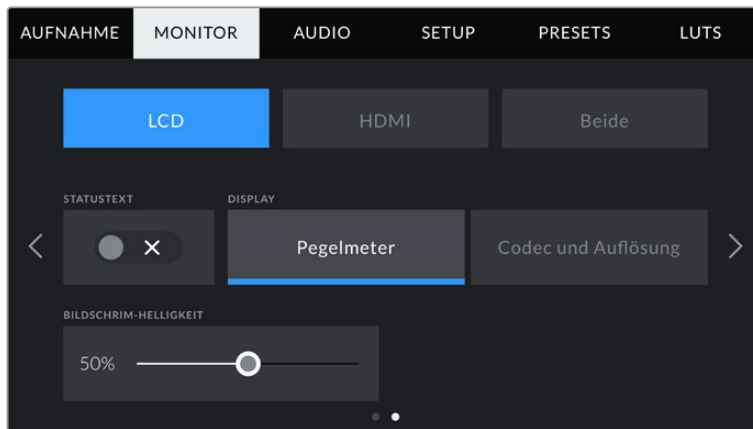 AUFNAHME MONITOR AUDIO SETUP PRESETS LUTS
LCD HDMI Beide
STATUSTEXT DISPLAY
Pegelmeter Codec und Auflösung
BILDSCHRIM-HELLIGKEIT
50%